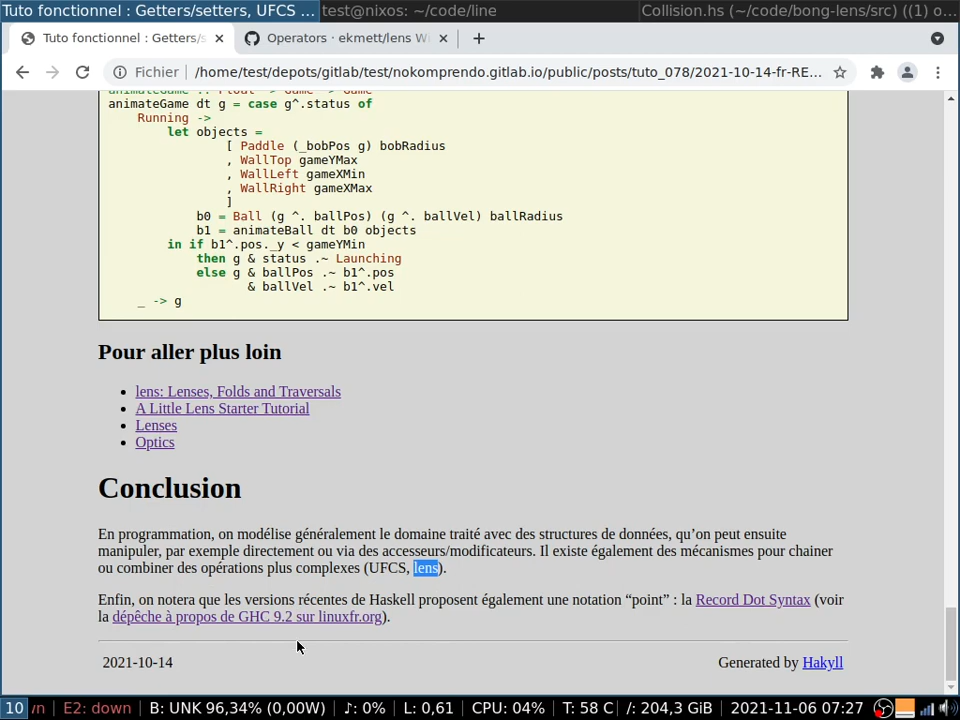 Tuto fonctionnel : Getters/setters, UFCS ... test@nixos: ~/code/line Collision.hs (~/code/bong-lens/src) ((1) o...
Tuto fonctionnel : Getters/s Operators · ekmett/lens Wi
Fichier /home/test/depots/gitlab/test/nokomprendo.gitlab.io/public/posts/tuto_078/2021-10-14-fr-RE...
animateGame :: Float -> Game -> Game
animateGame dt g = case g^.status of
Running ->
let objects =
[ Paddle (_bobPos g) bobRadius
, WallTop gameYMax
, WallLeft gameXMin
, WallRight gameXMax
]
b0 = Ball (g ^. ballPos) (g ^. ballVel) ballRadius
b1 = animateBall dt b0 objects
in if b1^.pos._y < gameYMin
then g & status .~ Launching
else g & ballPos .~ b1^.pos
& ballVel .~ b1^.vel
_ -> g
Pour aller plus loin
• lens: Lenses, Folds and Traversals
• A Little Lens Starter Tutorial
• Lenses
• Optics
Conclusion
En programmation, on modélise généralement le domaine traité avec des structures de données, qu’on peut ensuite
manipuler, par exemple directement ou via des accesseurs/modificateurs. Il existe également des mécanismes pour chainer
ou combiner des opérations plus complexes (UFCS, lens).
Enfin, on notera que les versions récentes de Haskell proposent également une notation “point” : la Record Dot Syntax (voir
la dépêche à propos de GHC 9.2 sur linuxfr.org).
2021-10-14 Generated by Hakyll
10 wn | E2: down | B: UNK 96,34% (0,00W) | ♪: 0% | L: 0,61 | CPU: 04% | T: 58 C | /: 204,3 GiB | 2021-11-06 07:27